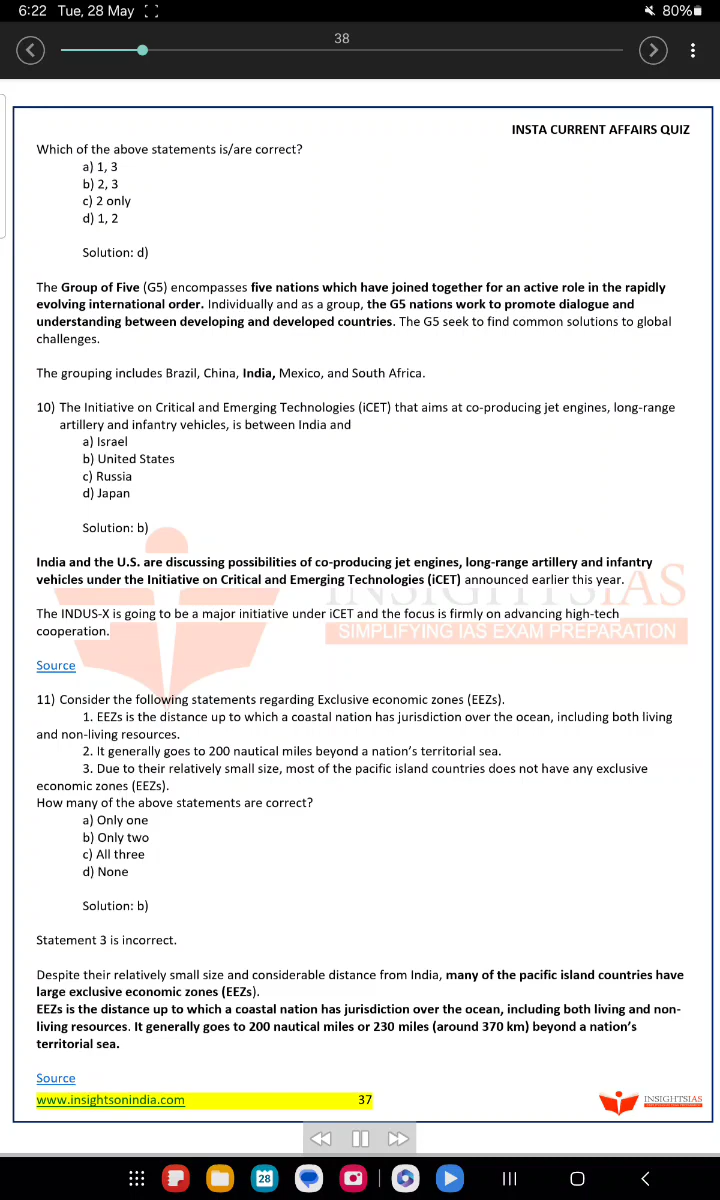 6:22 Tue, 28 May
80%
38
INSTA CURRENT AFFAIRS QUIZ
Which of the above statements is/are correct?
a) 1, 3
b) 2, 3
c) 2 only
d) 1, 2
Solution: d)
The Group of Five (G5) encompasses five nations which have joined together for an active role in the rapidly
evolving international order. Individually and as a group, the G5 nations work to promote dialogue and
understanding between developing and developed countries. The G5 seek to find common solutions to global
challenges.
The grouping includes Brazil, China, India, Mexico, and South Africa.
10) The Initiative on Critical and Emerging Technologies (iCET) that aims at co-producing jet engines, long-range
artillery and infantry vehicles, is between India and
a) Israel
b) United States
c) Russia
d) Japan
Solution: b)
India and the U.S. are discussing possibilities of co-producing jet engines, long-range artillery and infantry
vehicles under the Initiative on Critical and Emerging Technologies (iCET) announced earlier this year.
INSIGHTSIAS
The INDUS-X is going to be a major initiative under iCET and the focus is firmly on advancing high-tech
cooperation.
SIMPLIFYING IAS EXAM PREPARATION
Source
11) Consider the following statements regarding Exclusive economic zones (EEZs).
1. EEZs is the distance up to which a coastal nation has jurisdiction over the ocean, including both living
and non-living resources.
2. It generally goes to 200 nautical miles beyond a nation's territorial sea.
3. Due to their relatively small size, most of the pacific island countries does not have any exclusive
economic zones (EEZs).
How many of the above statements are correct?
a) Only one
b) Only two
c) All three
d) None
Solution: b)
Statement 3 is incorrect.
Despite their relatively small size and considerable distance from India, many of the pacific island countries have
large exclusive economic zones (EEZs).
EEZs is the distance up to which a coastal nation has jurisdiction over the ocean, including both living and non-
living resources. It generally goes to 200 nautical miles or 230 miles (around 370 km) beyond a nation's
territorial sea.
Source
www.insightsonindia.com
37
INSIGHTSIAS
28